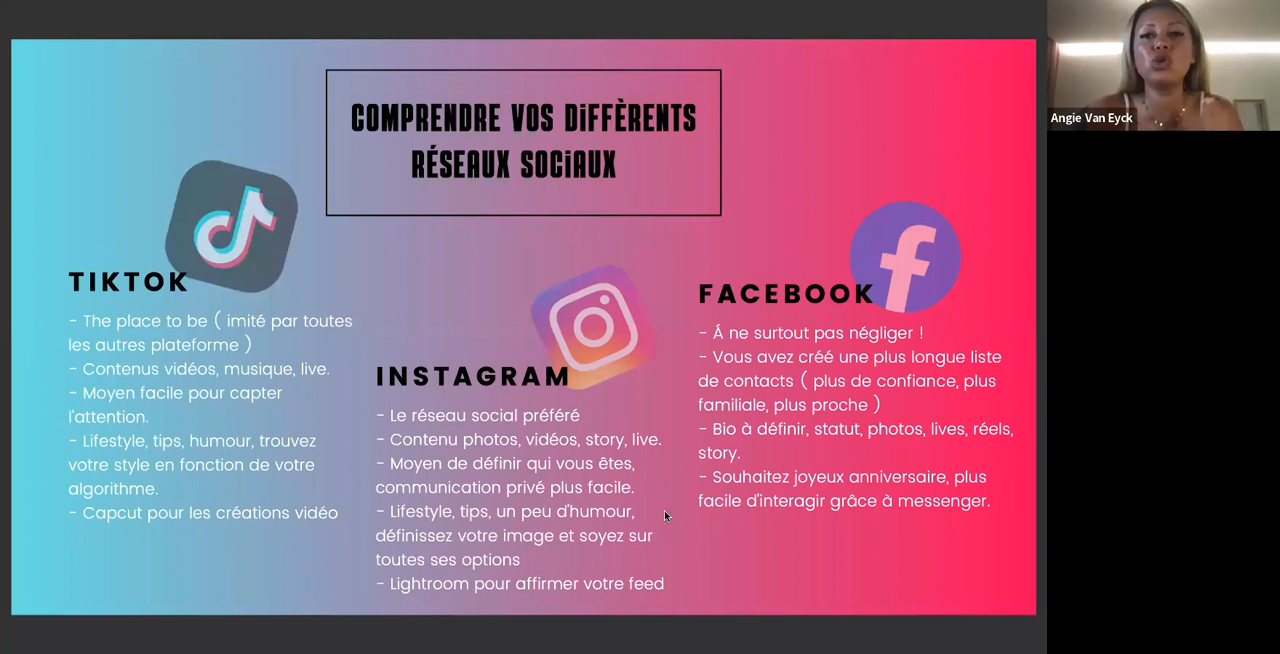 COMPRENDRE VOS DiFFÈRENTS
RÉSEAUX SOCiAUX
TIKTOK
- The place to be ( imité par toutes
les autres plateforme )
- Contenus vidéos, musique, live.
- Moyen facile pour capter
l'attention.
- Lifestyle, tips, humour, trouvez
votre style en fonction de votre
algorithme.
- Capcut pour les créations vidéo
INSTAGRAM
- Le réseau social préféré
- Contenu photos, vidéos, story, live.
- Moyen de définir qui vous êtes,
communication privé plus facile.
- Lifestyle, tips, un peu d'humour,
définissez votre image et soyez sur
toutes ses options
- Lightroom pour affirmer votre feed
FACEBOOK
- Á ne surtout pas négliger !
- Vous avez créé une plus longue liste
de contacts ( plus de confiance, plus
familiale, plus proche )
- Bio à définir, statut, photos, lives, réels,
story.
- Souhaitez joyeux anniversaire, plus
facile d'interagir grâce à messenger.
Angie Van Eyck